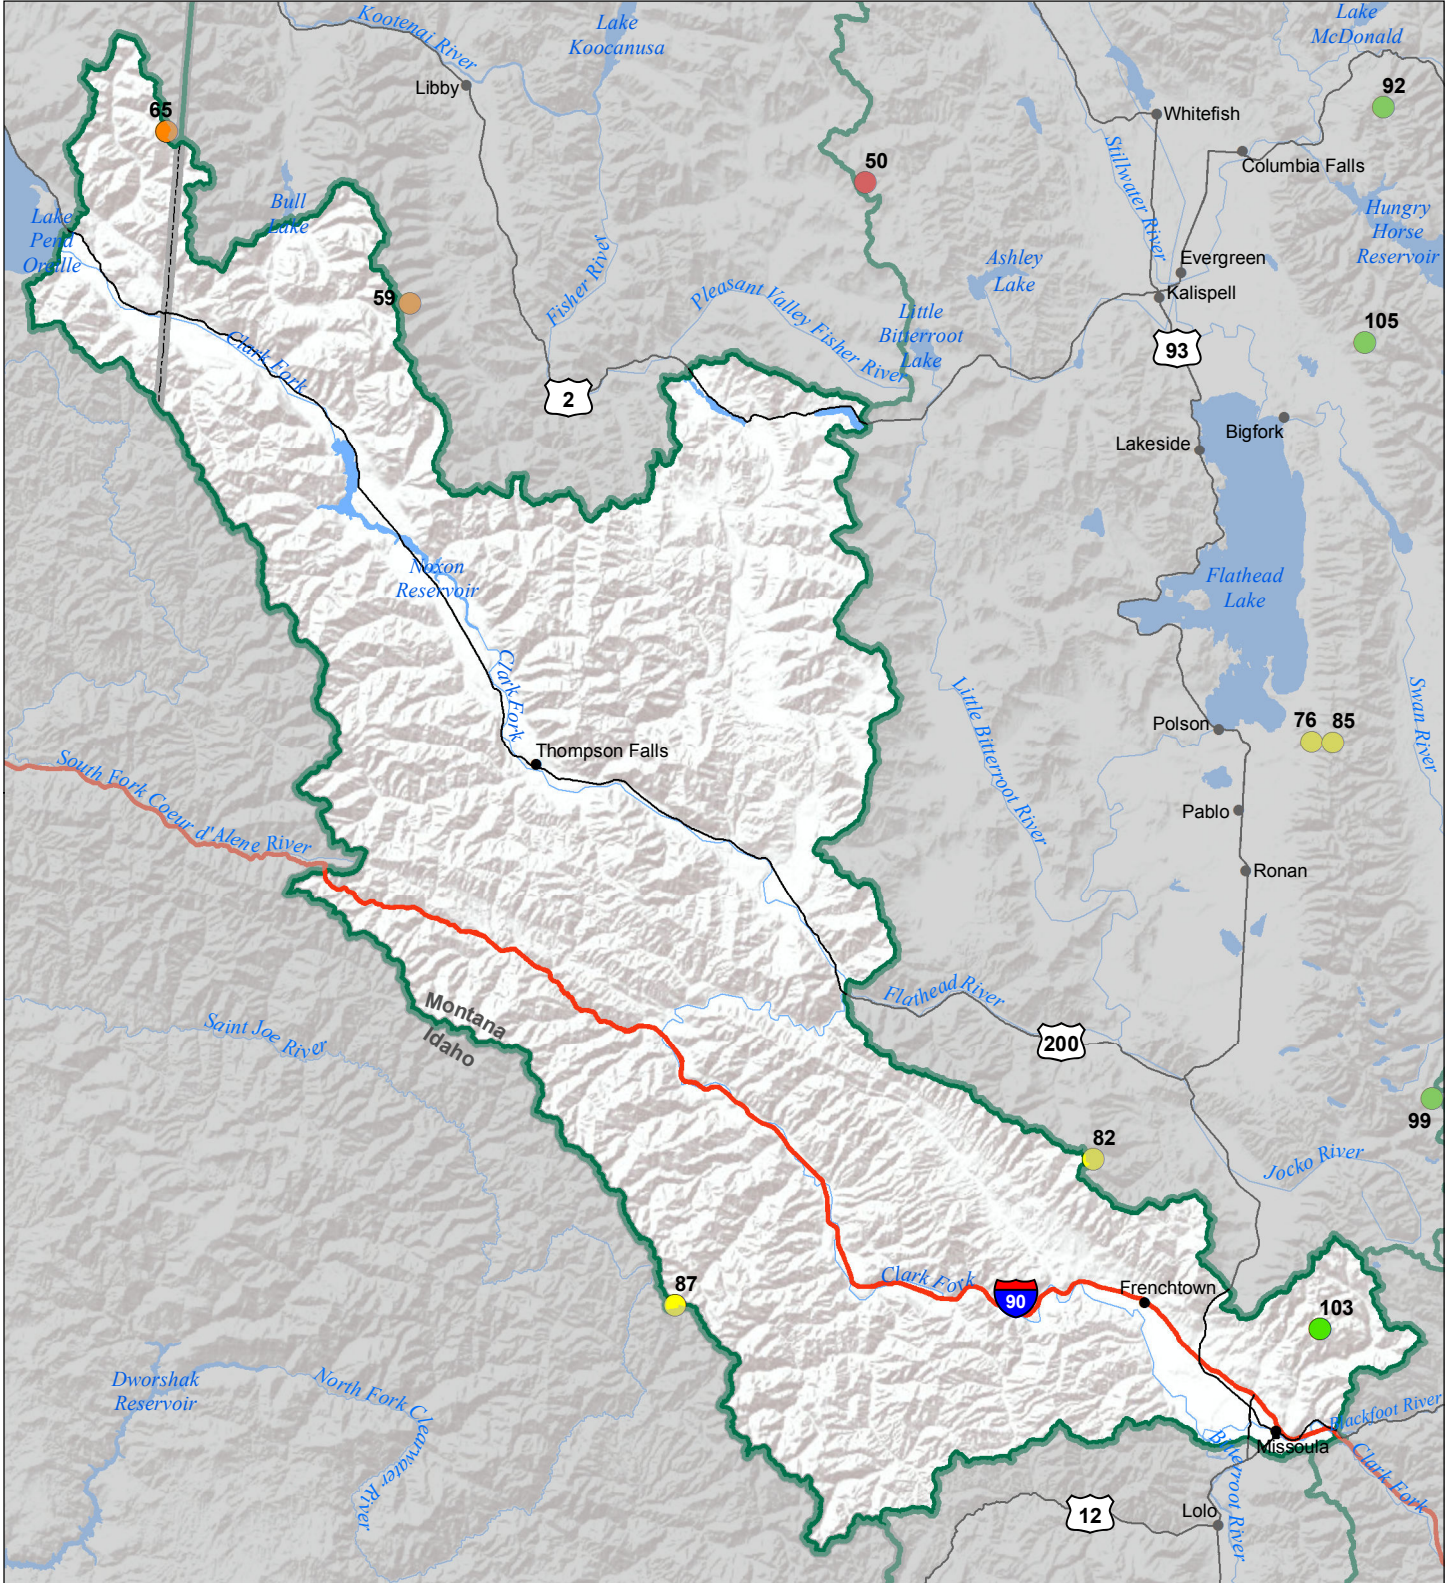 Kootenai River
Lake
Koocanusa
Lake
McDonald
Libby
92
Whitefish
65
Stillwater River
50
Columbia Falls
Bull
Lake
Lake
Pend
Oreille
Hungry
Horse
Reservoir
Fisher River
Ashley
Lake
Evergreen
Kalispell
59
Pleasant Valley Fisher River
Little
Bitterroot
Lake
105
93
Clark Fork
2
Bigfork
Lakeside
Noxon
Reservoir
Flathead
Lake
Clark Fork
Little Bitterroot River
Swan River
Polson
76
85
Thompson Falls
South Fork Coeur d'Alene River
Pablo
Ronan
Flathead River
Montana
Idaho
Saint Joe River
200
99
82
Jocko River
Clark Fork
87
90
Frenchtown
103
Dworshak
Reservoir
North Fork Clearwater
River
Blackfoot River
Missoula
Bitterroot River
Clark Fork
12
Lolo